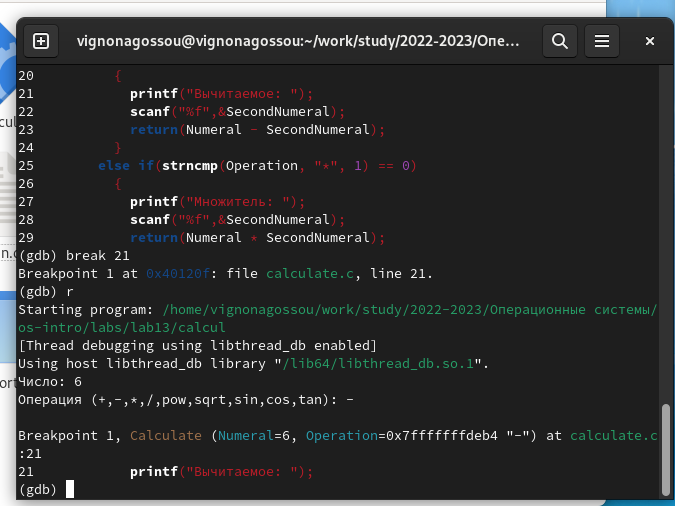 vignonagossou@vignonagossou:~/work/study/2022-2023/Опе...
20 {
21 printf("Вычитаемое: ");
22 scanf("%f",&SecondNumeral);
23 return(Numeral - SecondNumeral);
24 }
25 else if(strncmp(Operation, "*", 1) == 0)
26 {
27 printf("Множитель: ");
28 scanf("%f",&SecondNumeral);
29 return(Numeral * SecondNumeral);
(gdb) break 21
Breakpoint 1 at 0x40120f: file calculate.c, line 21.
(gdb) r
Starting program: /home/vignonagossou/work/study/2022-2023/Операционные системы/
os-intro/labs/lab13/calcul
[Thread debugging using libthread_db enabled]
Using host libthread_db library "/lib64/libthread_db.so.1".
Число: 6
Операция (+,-,*,/,pow,sqrt,sin,cos,tan): -
Breakpoint 1, Calculate (Numeral=6, Operation=0x7fffffffdeb4 "-") at calculate.c
:21
21 printf("Вычитаемое: ");
(gdb)